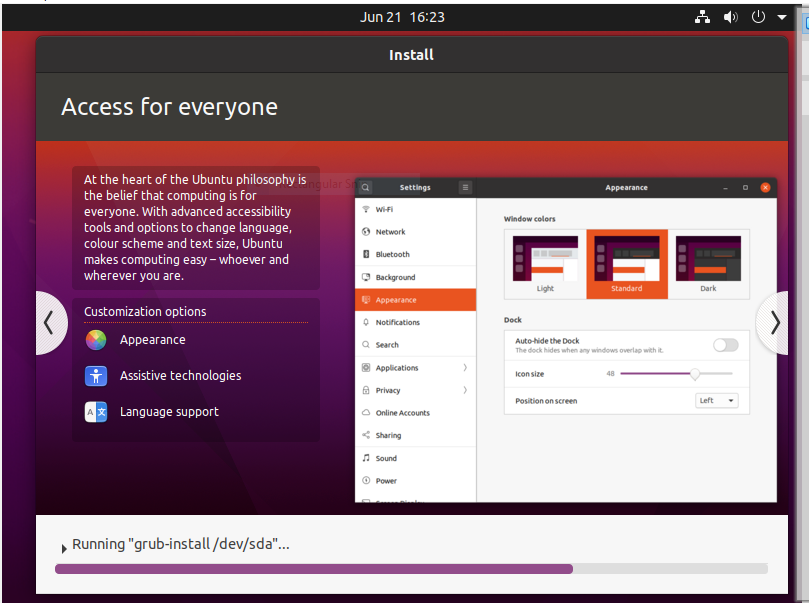 Jun 21 16:23
Install
Access for everyone
At the heart of the Ubuntu philosophy is
the belief that computing is for
everyone. With advanced accessibility
tools and options to change language,
colour scheme and text size, Ubuntu
makes computing easy – whoever and
wherever you are.
Customization options
Appearance
Assistive technologies
Language support
Settings
Appearance
Wi-Fi
Network
Bluetooth
Background
Appearance
Notifications
Search
Applications
Privacy
Online Accounts
Sharing
Sound
Power
Window colors
Light
Standard
Dark
Dock
Auto-hide the Dock
The dock hides when any windows overlap with it.
Icon size
48
Position on screen
Left
Running "grub-install /dev/sda"...